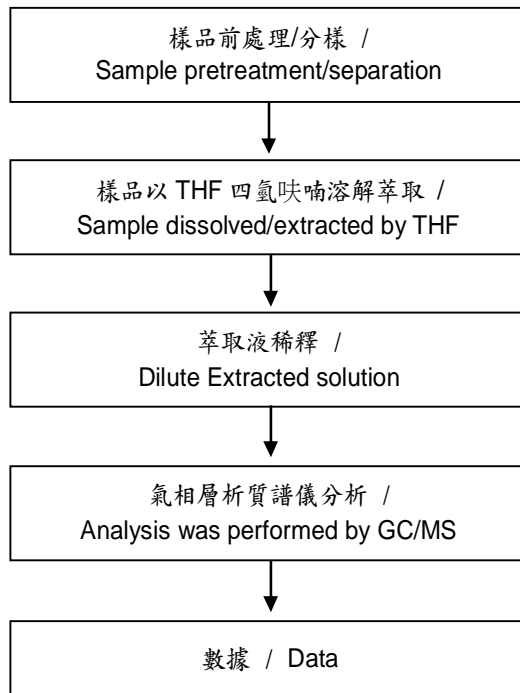 樣品前處理/分樣 /
Sample pretreatment/separation
樣品以 THF 四氫呋喃溶解萃取 /
Sample dissolved/extracted by THF
萃取液稀釋 /
Dilute Extracted solution
氣相層析質譜儀分析 /
Analysis was performed by GC/MS
數據 / Data